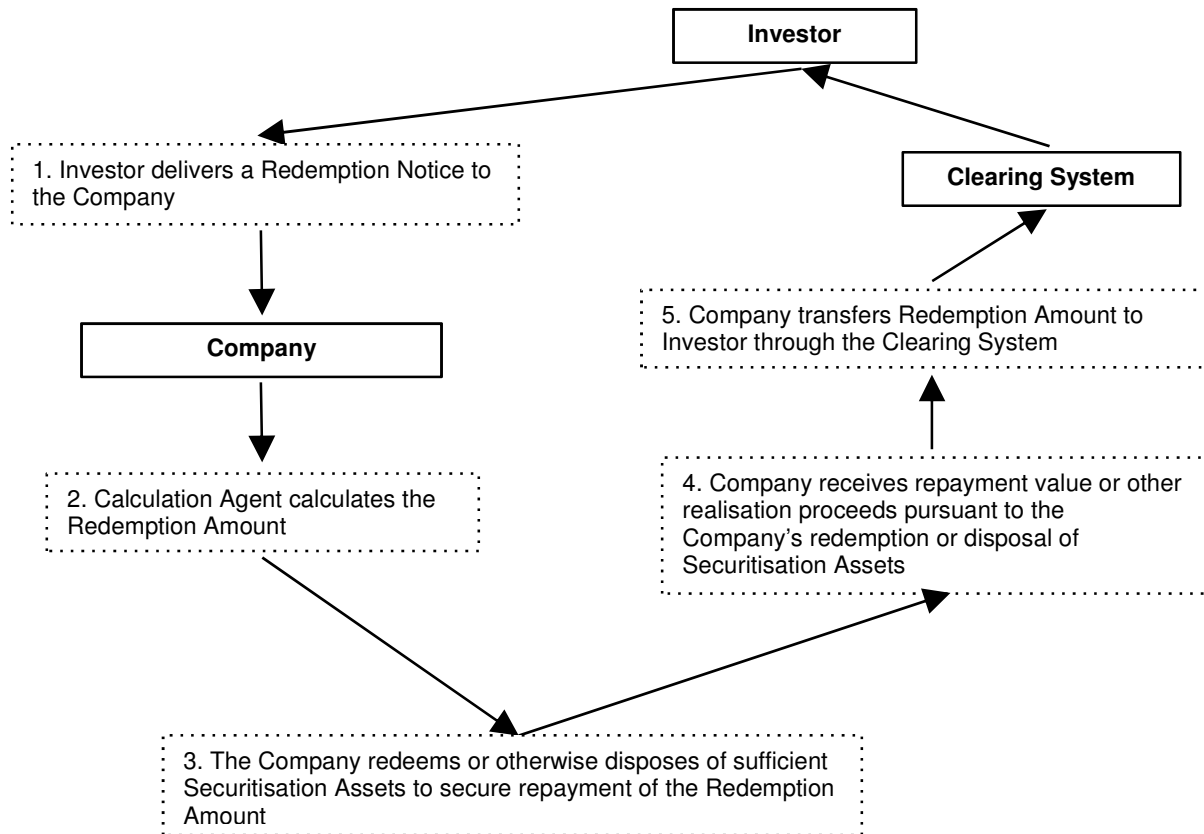 Investor
1. Investor delivers a Redemption Notice to
the Company
Clearing System
Company
5. Company transfers Redemption Amount to
Investor through the Clearing System
2. Calculation Agent calculates the
Redemption Amount
4. Company receives repayment value or other
realisation proceeds pursuant to the
Company's redemption or disposal of
Securitisation Assets
3. The Company redeems or otherwise disposes of sufficient
Securitisation Assets to secure repayment of the Redemption
Amount